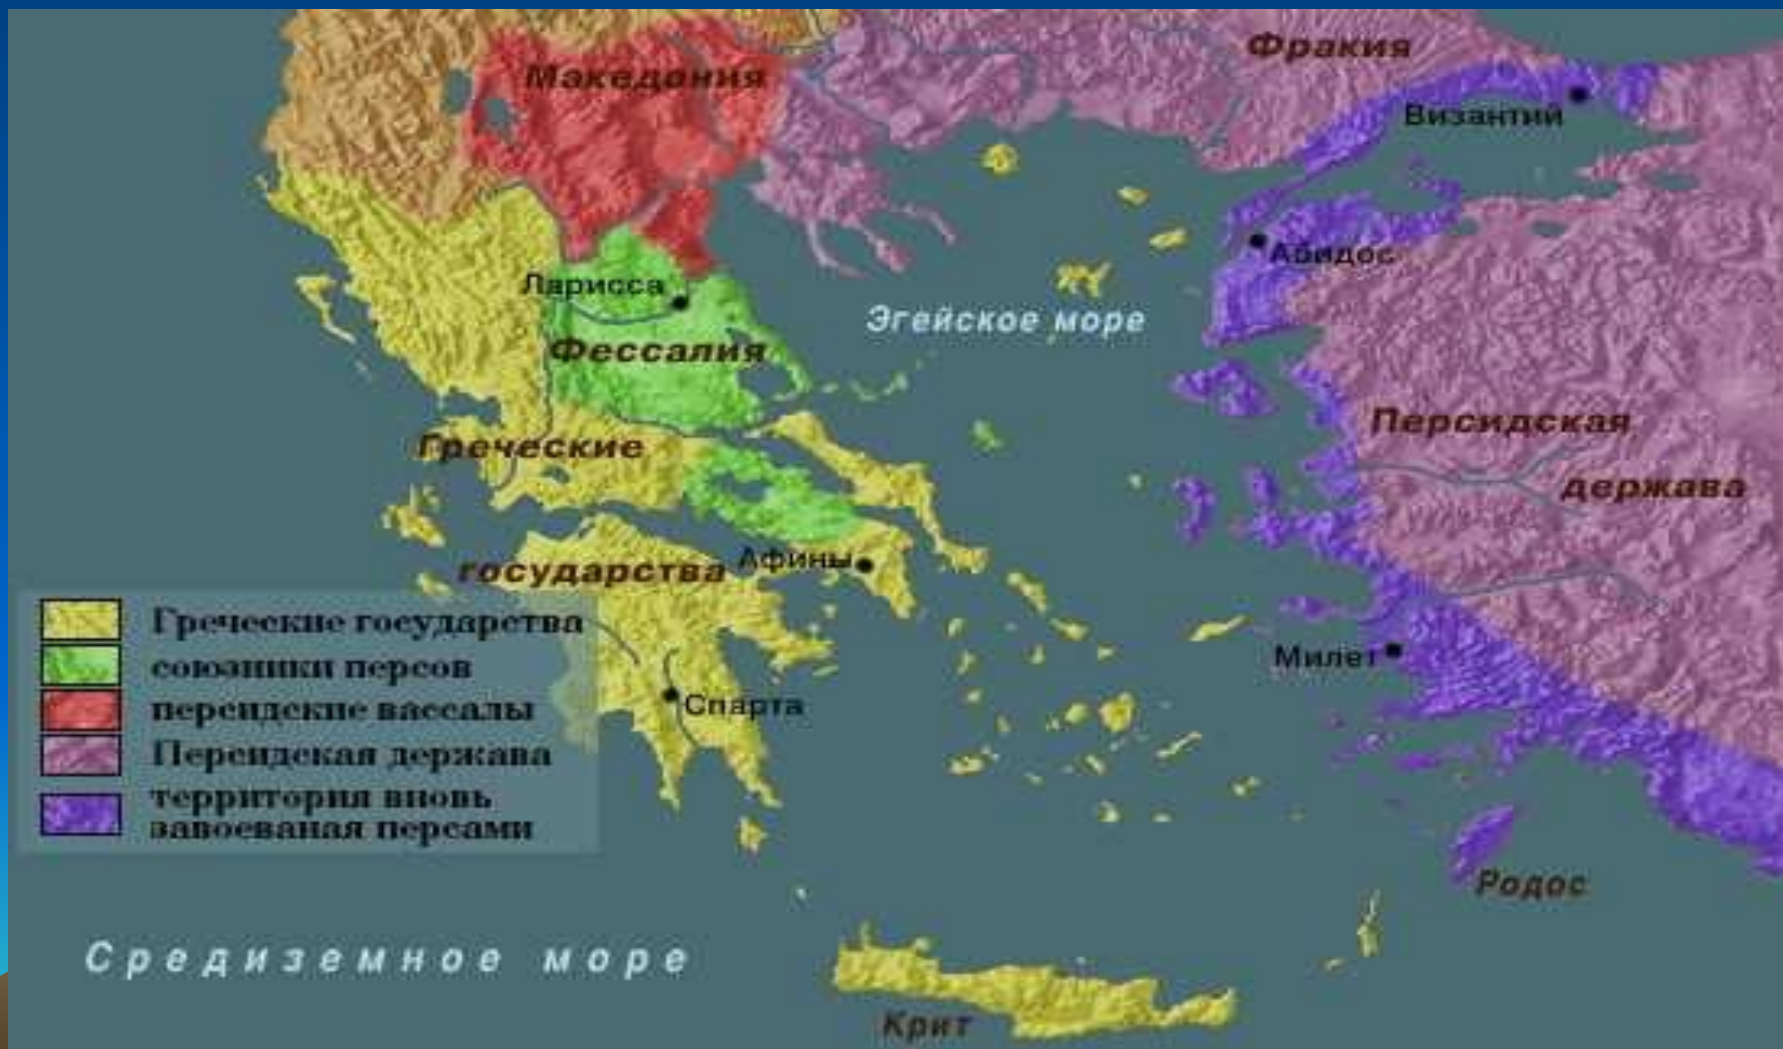 Фракия
Македония
Византий
Абидос
Ларисса
Эгейское море
Фессалия
Персидская
держава
Греческие
государства
Афины
Милет
Спарта
Греческие государства
союзники персов
персидские вассалы
Персидская держава
территория вновь
завоеваная персами
Родос
Средиземное море
Крит